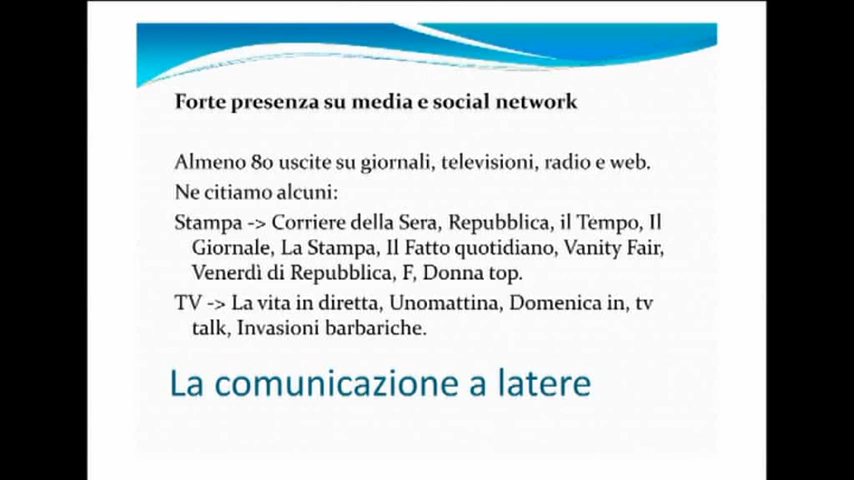 Forte presenza su media e social network
Almeno 80 uscite su giornali, televisioni, radio e web.
Ne citiamo alcuni:
Stampa -> Corriere della Sera, Repubblica, il Tempo, Il
Giornale, La Stampa, Il Fatto quotidiano, Vanity Fair,
Venerdì di Repubblica, F, Donna top.
TV -> La vita in diretta, Unomattina, Domenica in, tv
talk, Invasioni barbariche.
La comunicazione a latere